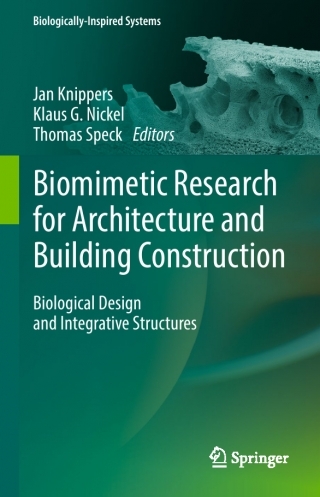 Biologically-Inspired Systems
Jan Knippers
Klaus G. Nickel
Thomas Speck Editors
Biomimetic Research
for Architecture and
Building Construction
Biological Design
and Integrative Structures
Springer